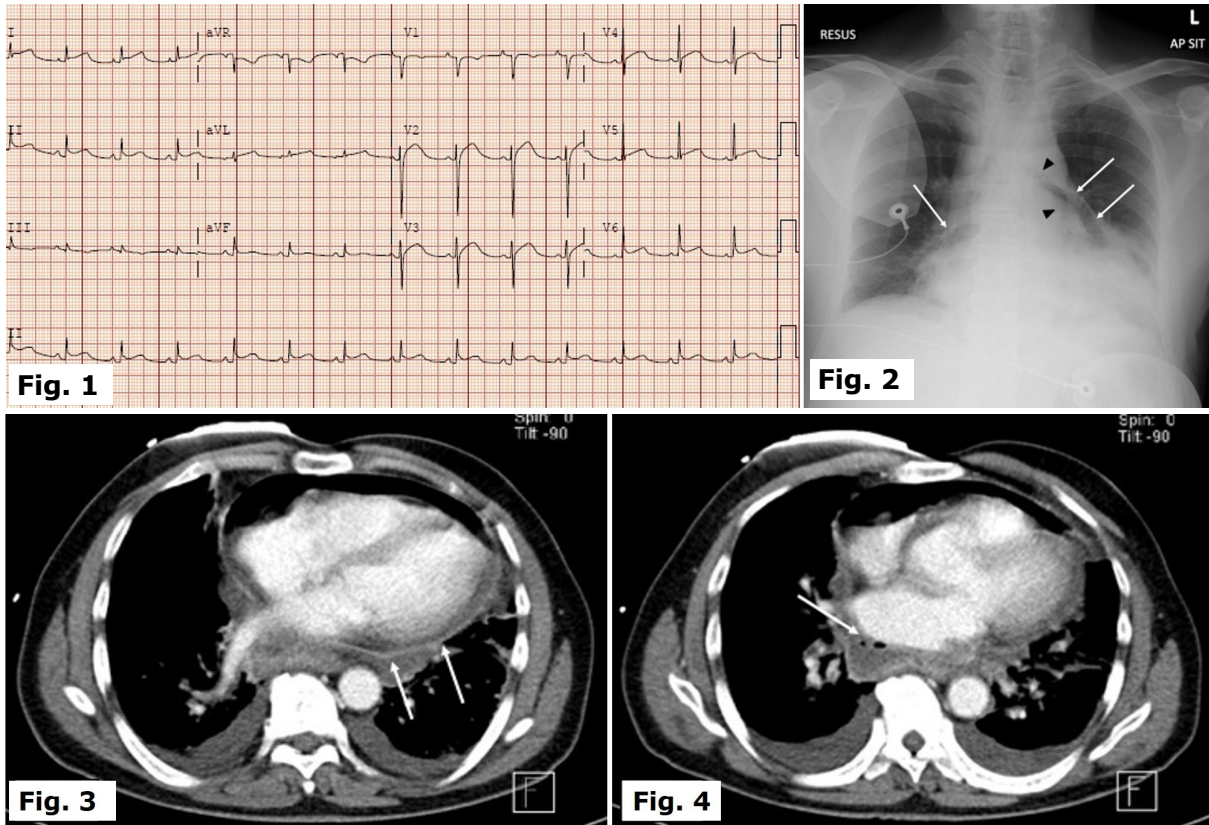 I
aVR
V1
V4
II
aVL
V2
V5
III
aVF
V3
V6
II
Fig. 1
RESUS
L
AP SIT
Fig. 2
Spin: 0
Tilt: -90
F
Fig. 3
Spin: 0
Tilt: -90
F
Fig. 4